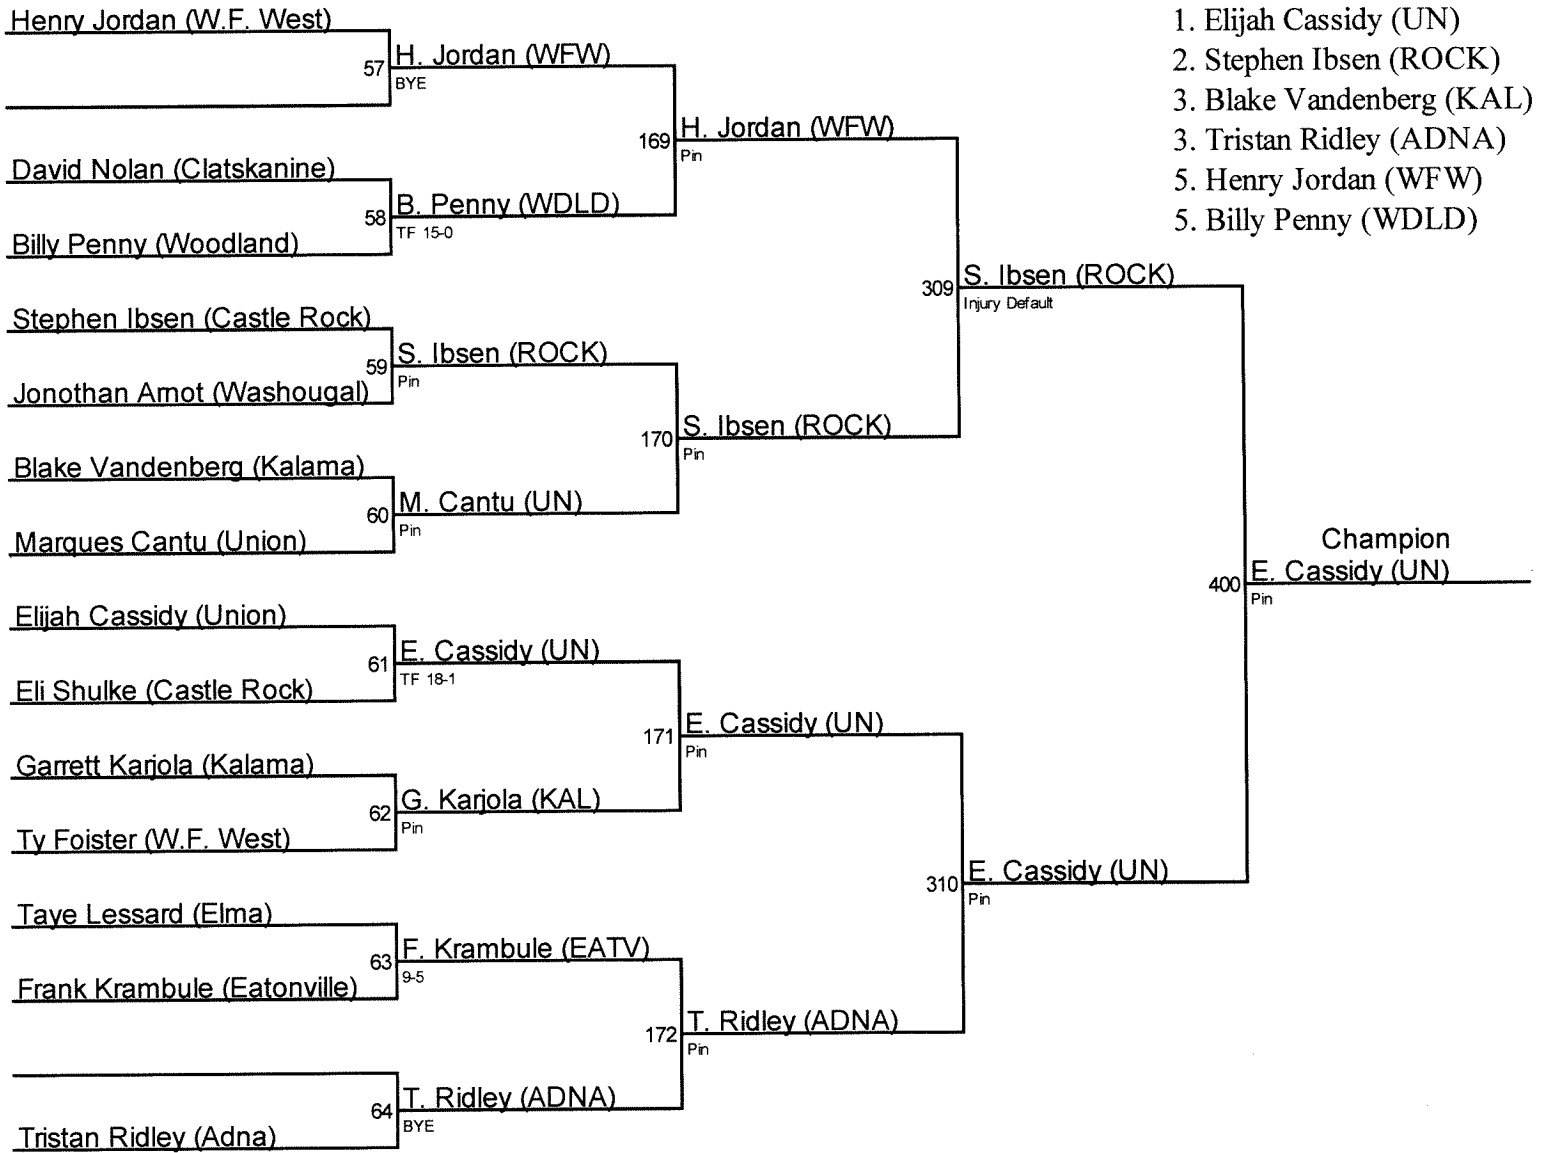 Henry Jordan (W.F. West)
57
H. Jordan (WFW)
BYE
David Nolan (Clatskanine)
58
B. Penny (WDLD)
TF 15-0
Billy Penny (Woodland)
169
H. Jordan (WFW)
Pin
Stephen Ibsen (Castle Rock)
59
S. Ibsen (ROCK)
Pin
Jonothan Arnot (Washougal)
170
S. Ibsen (ROCK)
Pin
Blake Vandenberg (Kalama)
60
M. Cantu (UN)
Pin
Marques Cantu (Union)
309
S. Ibsen (ROCK)
Injury Default
Elijah Cassidy (Union)
61
E. Cassidy (UN)
TF 18-1
Eli Shulke (Castle Rock)
171
E. Cassidy (UN)
Pin
Garrett Karjola (Kalama)
62
G. Karjola (KAL)
Pin
Ty Foister (W.F. West)
310
E. Cassidy (UN)
Pin
Taye Lessard (Elma)
63
F. Krambule (EATV)
9-5
Frank Krambule (Eatonville)
172
T. Ridley (ADNA)
Pin
64
T. Ridley (ADNA)
BYE
Tristan Ridley (Adna)
Champion
400
E. Cassidy (UN)
Pin
1. Elijah Cassidy (UN)
2. Stephen Ibsen (ROCK)
3. Blake Vandenberg (KAL)
3. Tristan Ridley (ADNA)
5. Henry Jordan (WFW)
5. Billy Penny (WDLD)